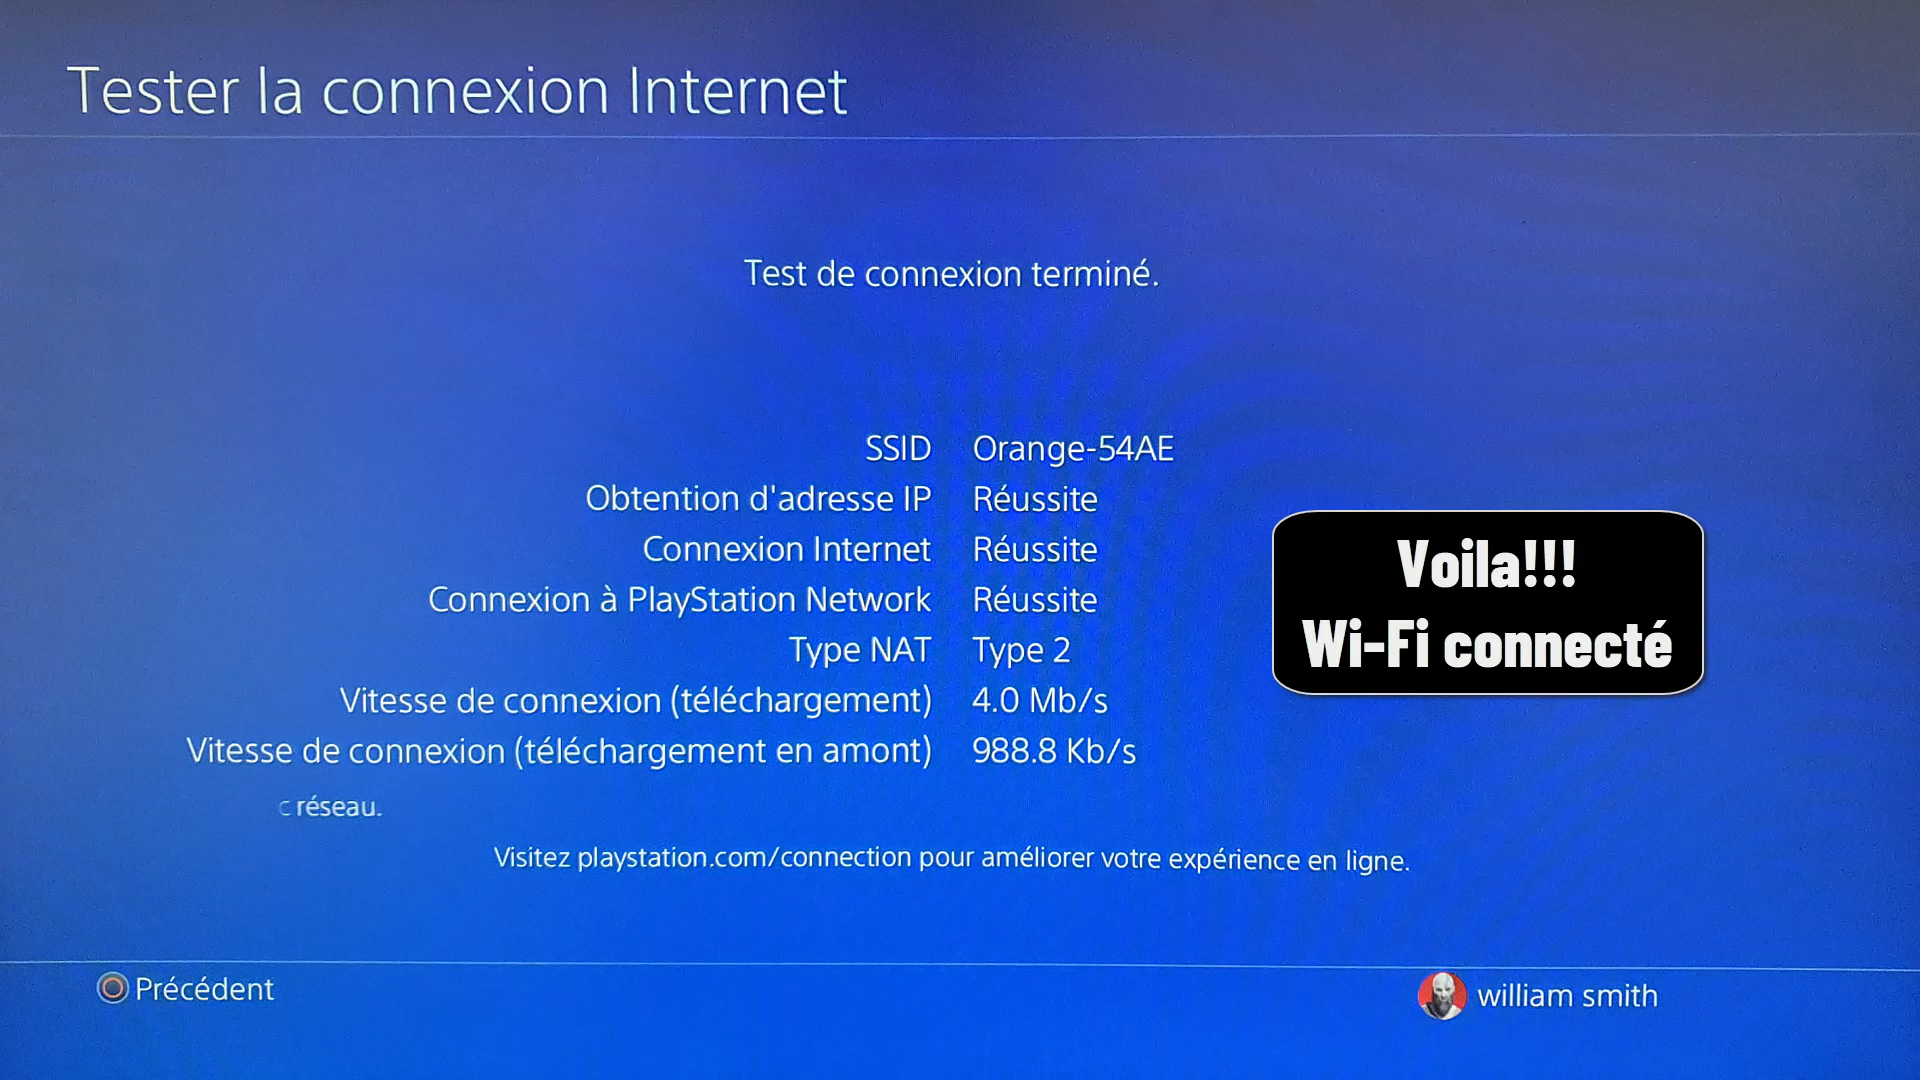 Tester la connexion Internet
Test de connexion terminé.
SSID Orange-54AE
Obtention d'adresse IP Réussite
Connexion Internet Réussite
Connexion à PlayStation Network Réussite
Type NAT Type 2
Vitesse de connexion (téléchargement) 4.0 Mb/s
Vitesse de connexion (téléchargement en amont) 988.8 Kb/s
Voila!!!
Wi-Fi connecté
c réseau.
Visitez playstation.com/connection pour améliorer votre expérience en ligne.
Précédent
william smith